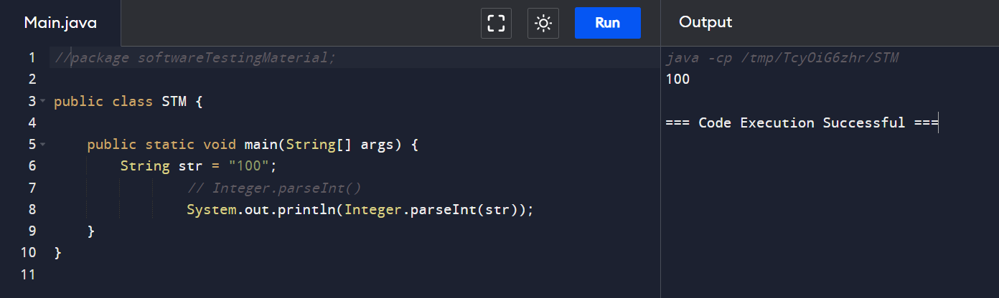 Main.java
Run
Output
1 //package softwareTestingMaterial;
2
3 public class STM {
4
5 public static void main(String[] args) {
6 String str = "100";
7 // Integer.parseInt()
8 System.out.println(Integer.parseInt(str));
9 }
10 }
11
java -cp /tmp/TcyOiG6zhr/STM
100
=== Code Execution Successful ===